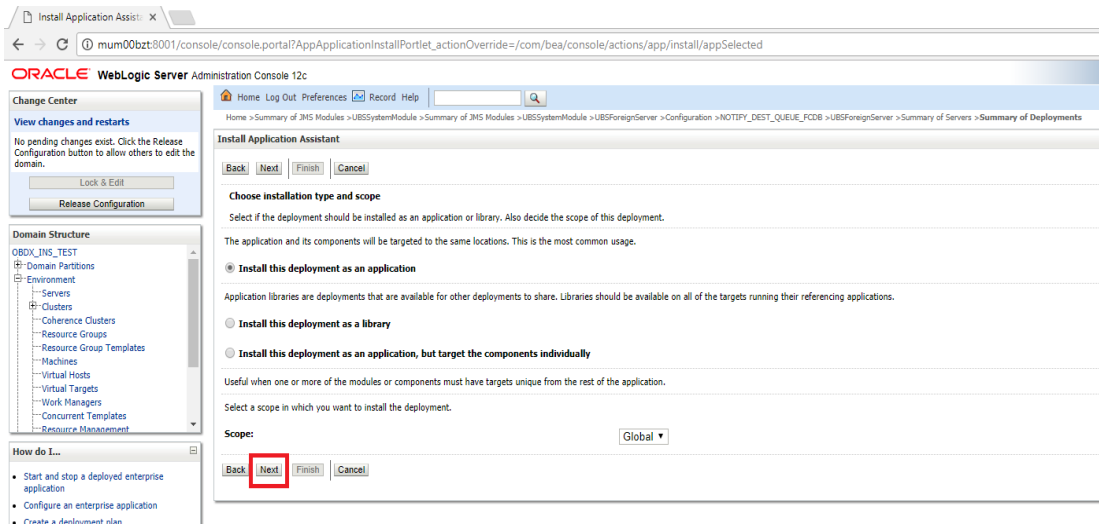 Install Application Assista
mum00bzt:8001/console/console.portal?AppApplicationInstallPortlet_actionOverride=/com/bea/console/actions/app/install/appSelected
ORACLE WebLogic Server Administration Console 12c
Change Center
View changes and restarts
No pending changes exist. Click the Release
Configuration button to allow others to edit the
domain.
Lock & Edit
Release Configuration
Domain Structure
OBDX_INS_TEST
Domain Partitions
Environment
Servers
Clusters
Coherence Clusters
Resource Groups
Resource Group Templates
Machines
Virtual Hosts
Virtual Targets
Work Managers
Concurrent Templates
Resource Management
How do I...
Start and stop a deployed enterprise
application
Configure an enterprise application
Create a deployment plan
Home Log Out Preferences Record Help
Home >Summary of JMS Modules >UBSSystemModule >Summary of JMS Modules >UBSSystemModule >UBSForeignServer >Configuration >NOTIFY_DEST_QUEUE_FCDB >UBSForeignServer >Summary of Servers >Summary of Deployments
Install Application Assistant
Back Next Finish Cancel
Choose installation type and scope
Select if the deployment should be installed as an application or library. Also decide the scope of this deployment.
The application and its components will be targeted to the same locations. This is the most common usage.
Install this deployment as an application
Application libraries are deployments that are available for other deployments to share. Libraries should be available on all of the targets running their referencing applications.
Install this deployment as a library
Install this deployment as an application, but target the components individually
Useful when one or more of the modules or components must have targets unique from the rest of the application.
Select a scope in which you want to install the deployment.
Scope: Global
Back Next Finish Cancel